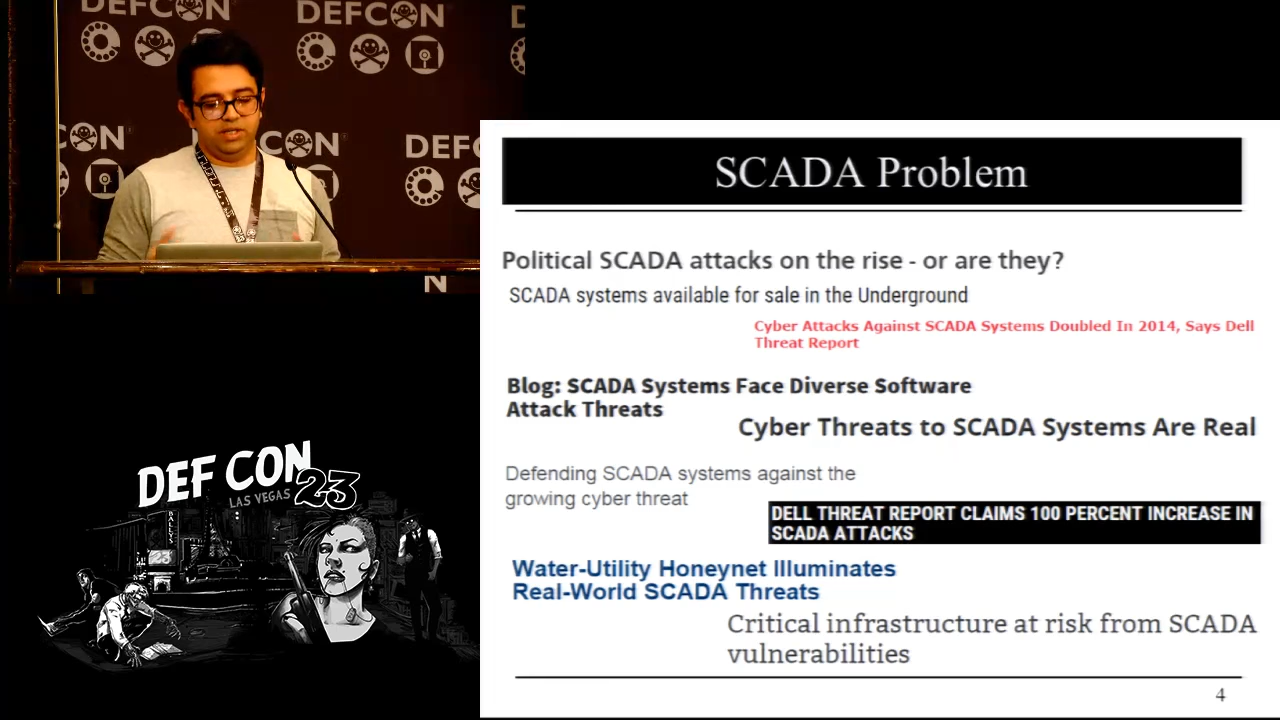 DEFCON
DEFCON
D
CON
CON
DEFC
N
SCADA Problem
Political SCADA attacks on the rise - or are they?
SCADA systems available for sale in the Underground
Cyber Attacks Against SCADA Systems Doubled In 2014, Says Dell
Threat Report
Blog: SCADA Systems Face Diverse Software
Attack Threats
Cyber Threats to SCADA Systems Are Real
Defending SCADA systems against the
growing cyber threat
DELL THREAT REPORT CLAIMS 100 PERCENT INCREASE IN
SCADA ATTACKS
Water-Utility Honeynet Illuminates
Real-World SCADA Threats
Critical infrastructure at risk from SCADA
vulnerabilities
4
DEF CON
LAS VEGAS 23
BALLYS
23